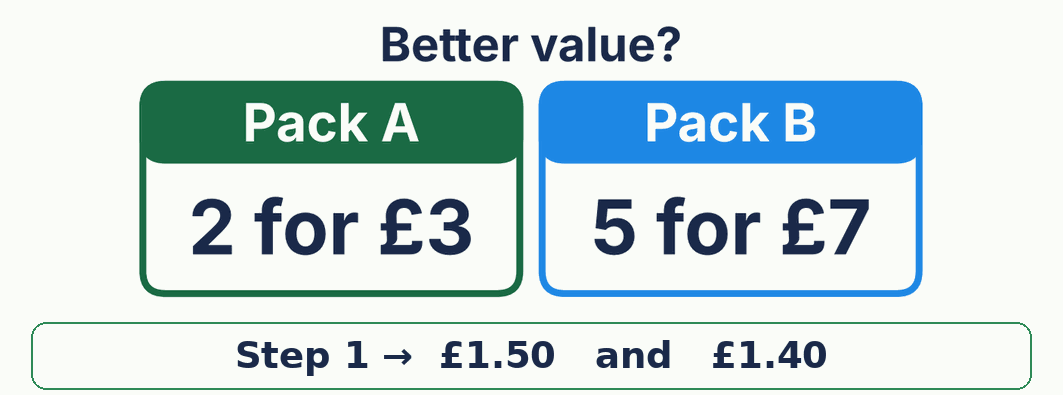 Better value?
Pack A
2 for £3
Pack B
5 for £7
Step 1 → £1.50 and £1.40